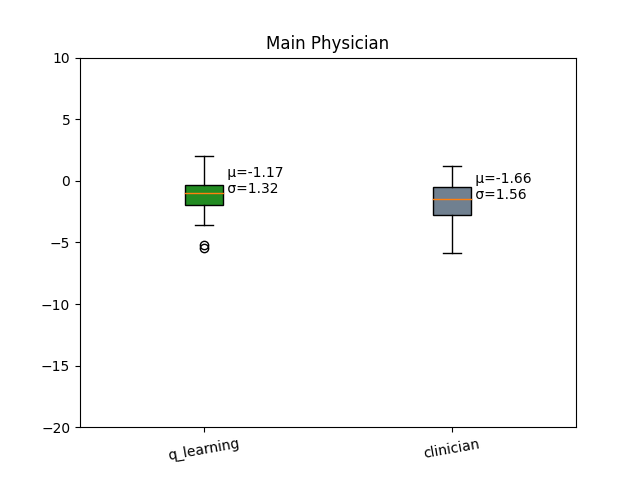 Main Physician
10
5
0
−5
−10
−15
−20
μ=-1.17
σ=1.32
μ=-1.66
σ=1.56
q_learning
clinician